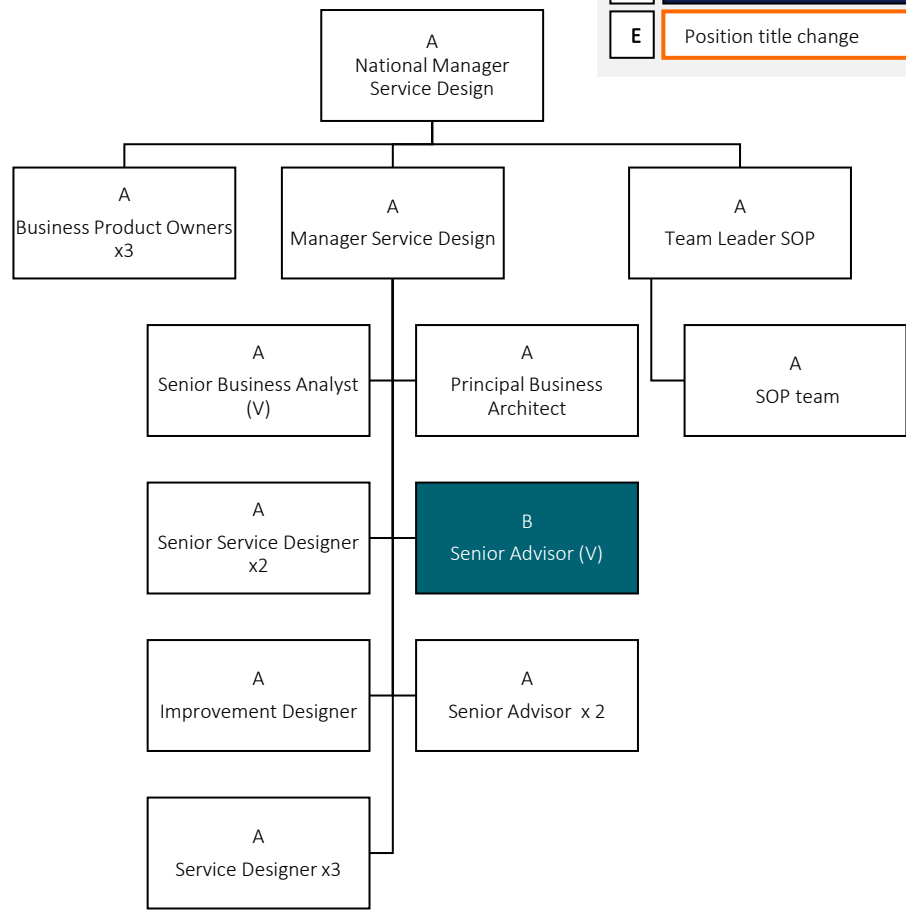 E
Position title change
A
National Manager
Service Design
A
Business Product Owners
x3
A
Manager Service Design
A
Team Leader SOP
A
Senior Business Analyst
(V)
A
Principal Business
Architect
A
SOP team
A
Senior Service Designer
x2
B
Senior Advisor (V)
A
Improvement Designer
A
Senior Advisor  x 2
A
Service Designer x3